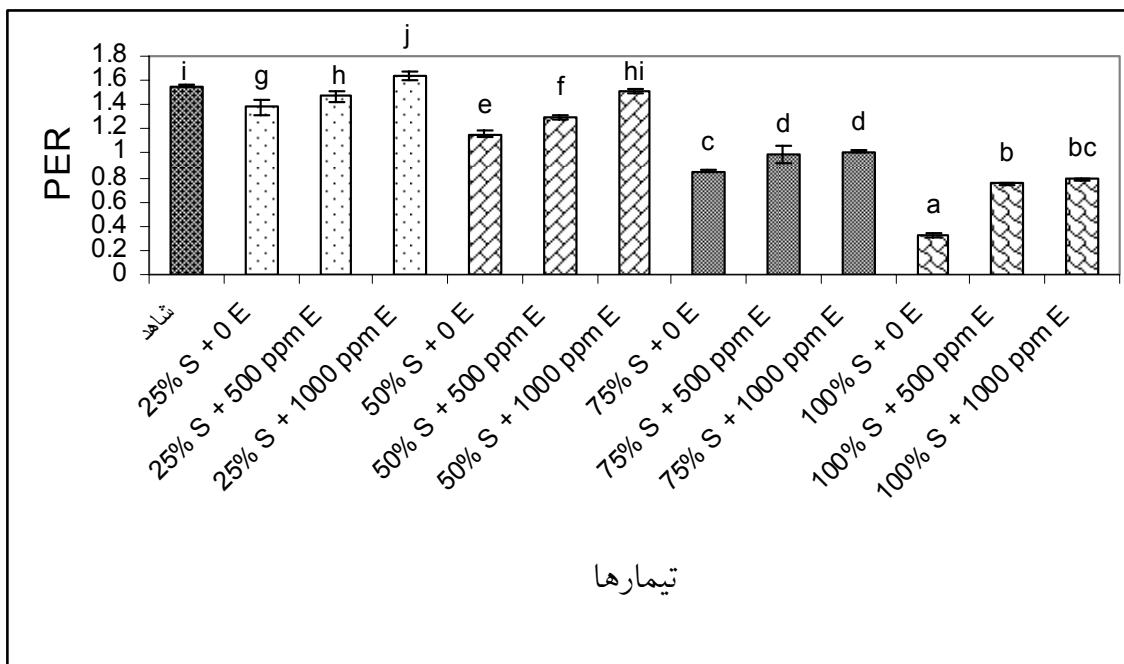 PER
1.8
1.6
1.4
1.2
1
0.8
0.6
0.4
0.2
0
i
g
h
j
e
f
hi
c
d
d
a
b
bc
شاهد
25% S + 0 E
25% S + 500 ppm E
25% S + 1000 ppm E
50% S + 0 E
50% S + 500 ppm E
50% S + 1000 ppm E
75% S + 0 E
75% S + 500 ppm E
75% S + 1000 ppm E
100% S + 0 E
100% S + 500 ppm E
100% S + 1000 ppm E
تیمارها